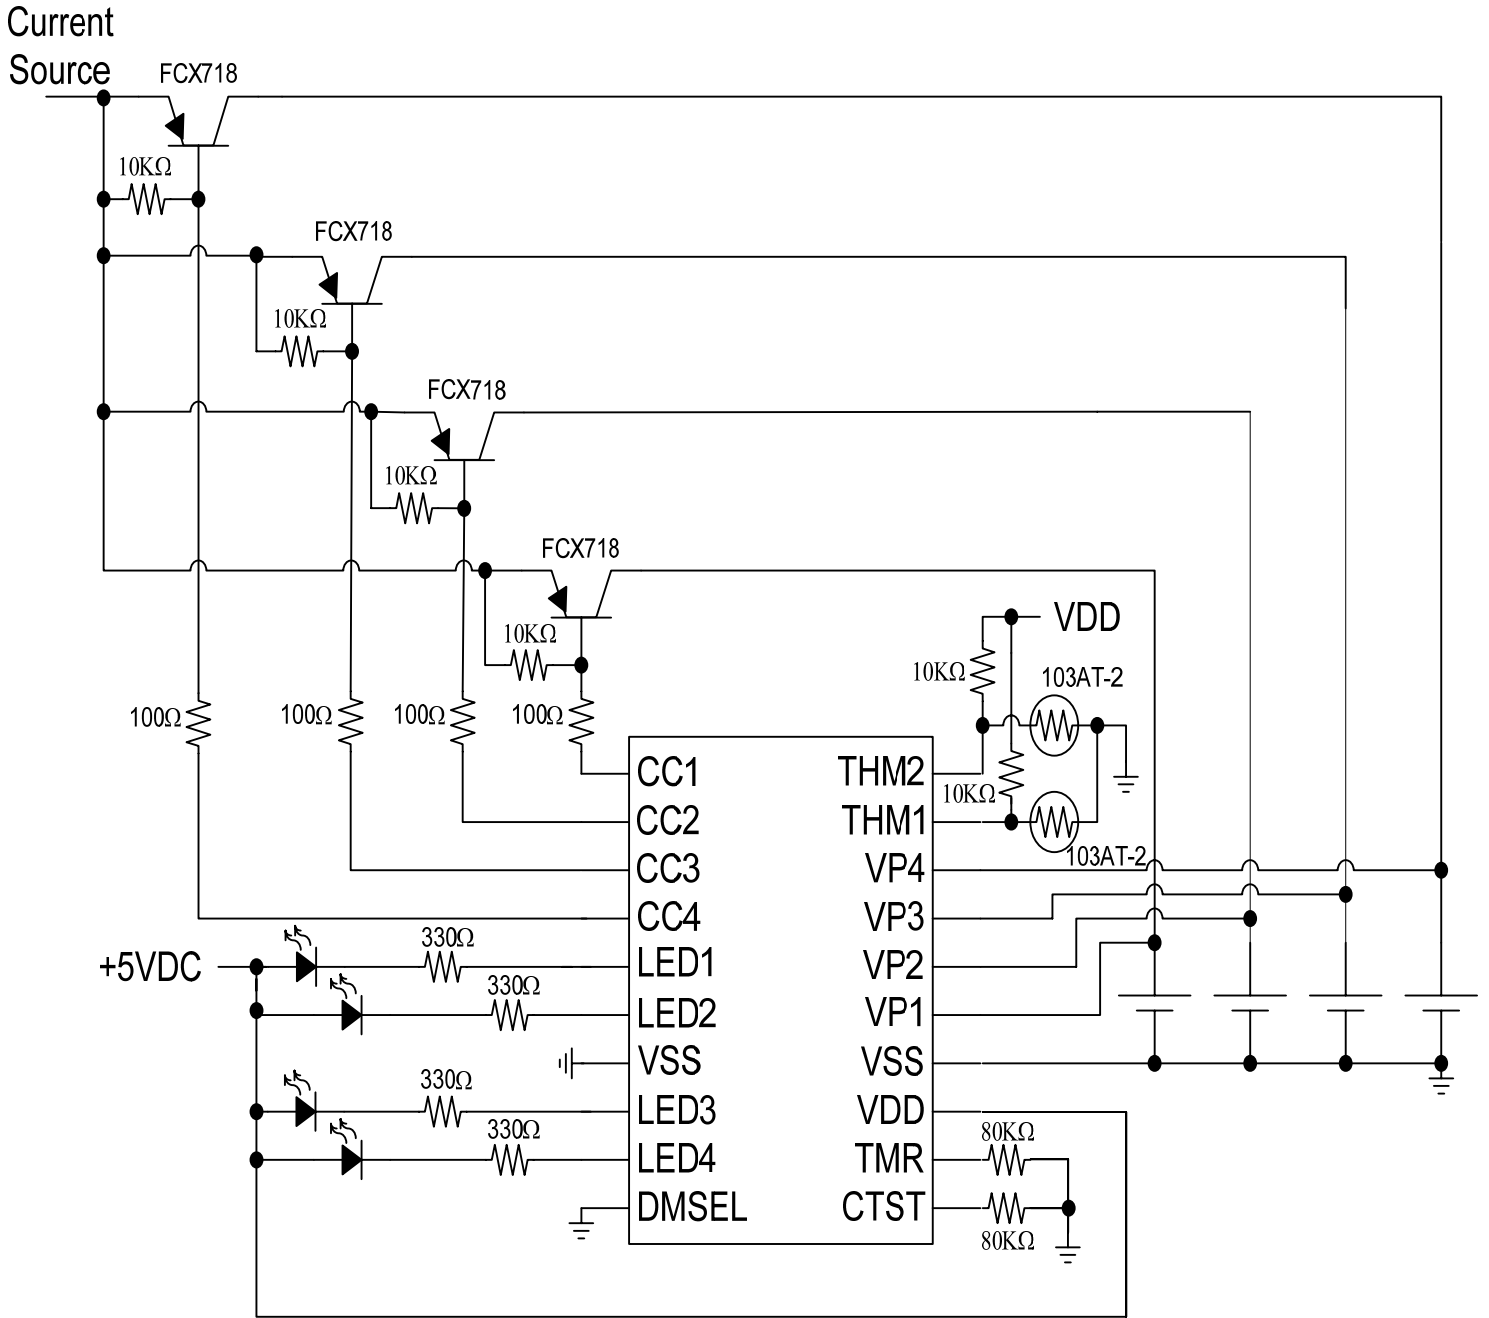 Current
Source
FCX718
10KΩ
FCX718
10KΩ
FCX718
10KΩ
FCX718
10KΩ
VDD
10KΩ
103AT-2
100Ω
100Ω
100Ω
100Ω
CC1
THM2
10KΩ
CC2
THM1
103AT-2
CC3
VP4
CC4
VP3
330Ω
+5VDC
LED1
VP2
330Ω
LED2
VP1
VSS
VSS
330Ω
LED3
VDD
330Ω
80KΩ
LED4
TMR
DMSEL
CTST
80KΩ